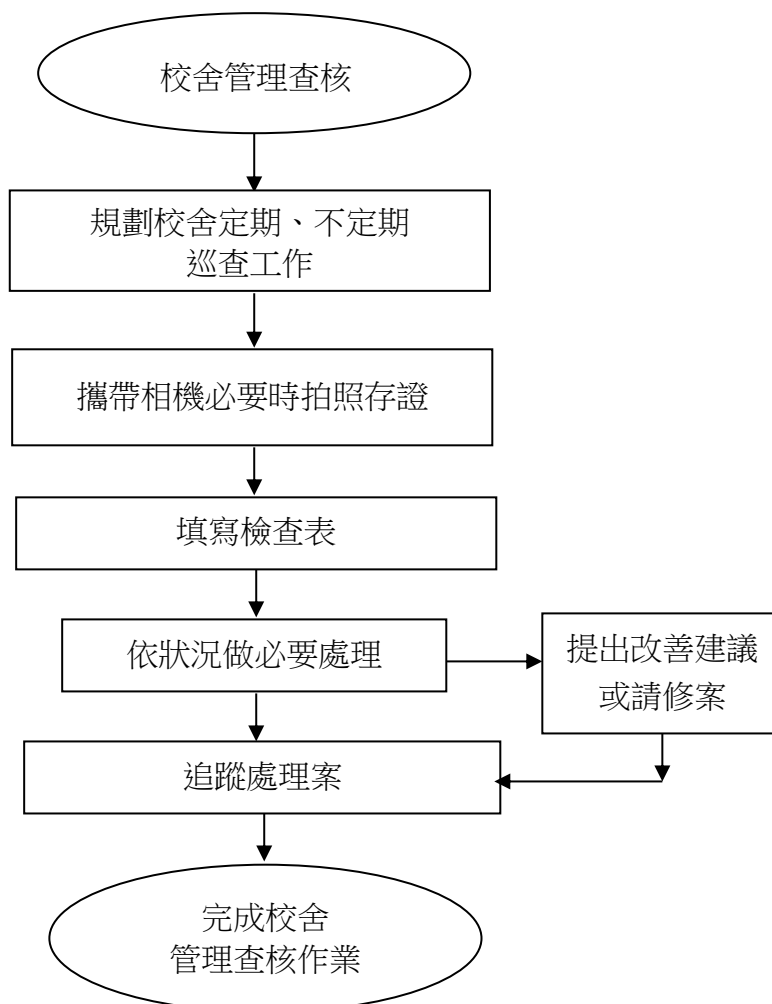 校舍管理查核
規劃校舍定期、不定期
巡查工作
攜帶相機必要時拍照存證
填寫檢查表
依狀況做必要處理
提出改善建議
或請修案
追蹤處理案
完成校舍
管理查核作業